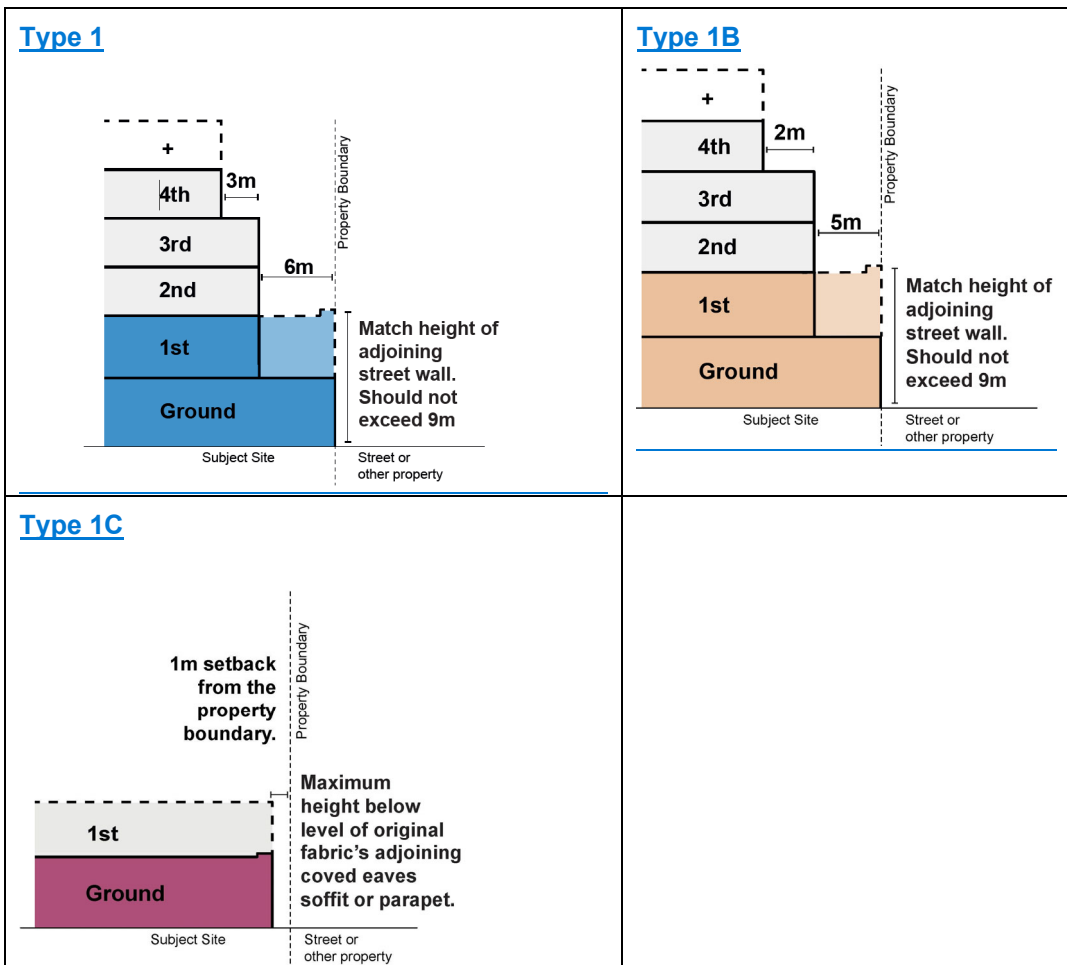 Type 1
+
4th
3m
3rd
6m
2nd
1st
Ground
Property Boundary
Match height of
adjoining
street wall.
Should not
exceed 9m
Subject Site
Street or
other property
Type 1B
+
2m
4th
3rd
5m
2nd
1st
Ground
Property Boundary
Match height of
adjoining
street wall.
Should not
exceed 9m
Subject Site
Street or
other property
Type 1C
1m setback
from the
property
boundary.
Property Boundary
1st
Ground
Maximum
height below
level of original
fabric’s adjoining
coved eaves
soffit or parapet.
Subject Site
Street or
other property